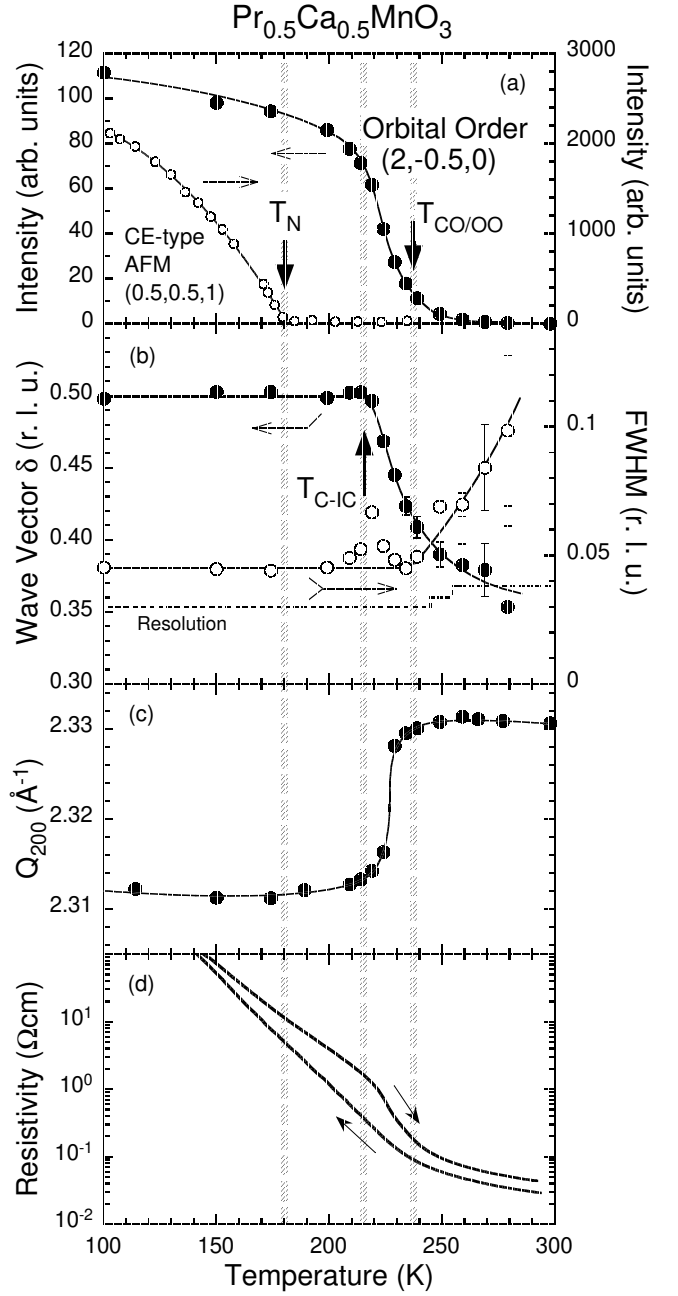 Pr0.5Ca0.5MnO3
120
100
80
60
40
20
0
Intensity (arb. units)
3000
2000
1000
0
Intensity (arb. units)
(a)
Orbital Order
(2,-0.5,0)
TN
TCO/OO
CE-type
AFM
(0.5,0.5,1)
(b)
0.50
0.45
0.40
0.35
0.30
Wave Vector δ (r. l. u.)
0.1
0.05
0
FWHM (r. l. u.)
TC-IC
Resolution
(c)
2.33
2.32
2.31
Q200 (Å-1)
(d)
10^1
10^0
10^-1
10^-2
Resistivity (Ωcm)
100 150 200 250 300
Temperature (K)